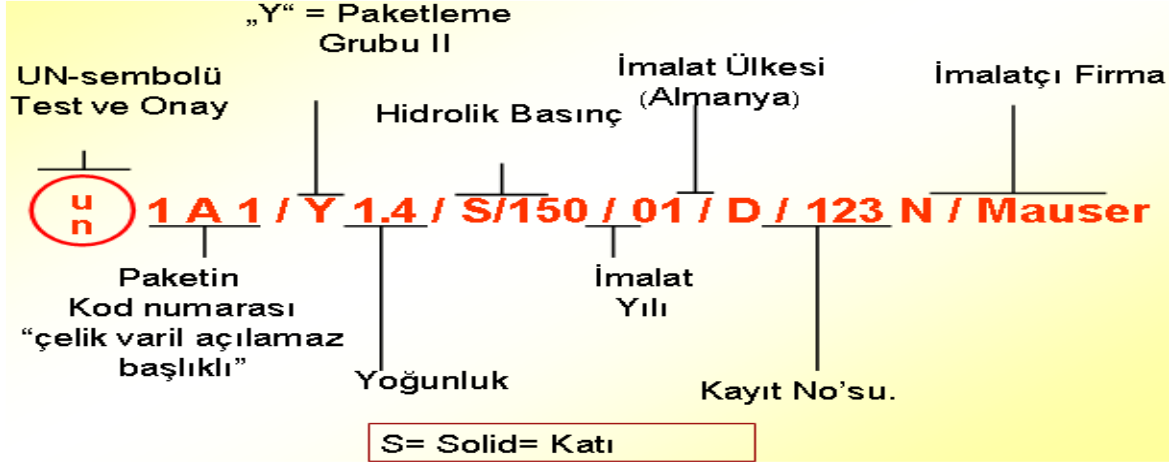 „Y“ = Paketleme
Grubu II
UN-sembolü
Test ve Onay
Hidrolik Basınç
İmalat Ülkesi
(Almanya)
İmalatçı Firma
u
n
1 A 1 / Y 1.4 / S/150 / 01 / D / 123 N / Mauser
Paketin
Kod numarası
“çelik varil açılamaz
başlıklı”
Yoğunluk
İmalat
Yılı
Kayıt No’su.
S= Solid= Katı